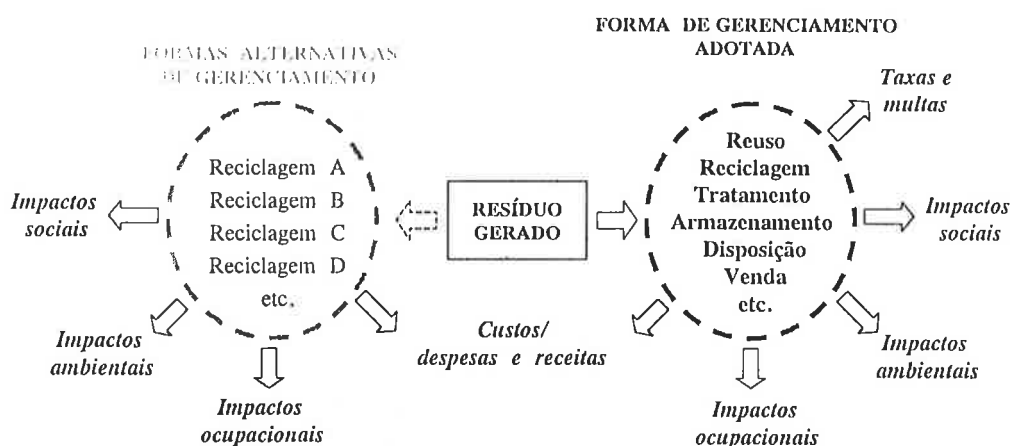 FORMA DE GERENCIAMENTO
ADOTADA
FORMAS ALTERNATIVAS
DE GERENCIAMENTO
Taxas e
multas
Reciclagem A
Reciclagem B
Reciclagem C
Reciclagem D
etc.
Impactos
sociais
RESÍDUO
GERADO
Reuso
Reciclagem
Tratamento
Armazenamento
Disposição
Venda
etc.
Impactos
sociais
Impactos
ambientais
Custos/
despesas e receitas
Impactos
ambientais
Impactos
ocupacionais
Impactos
ocupacionais